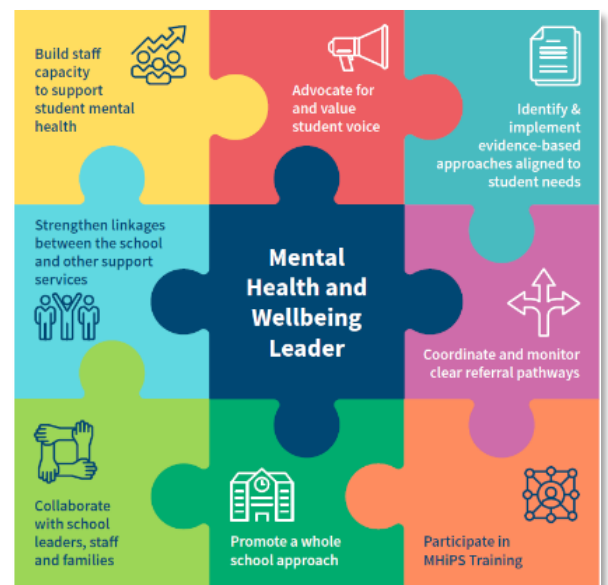 Build staff
capacity
to support
student mental
health
Advocate for
and value
student voice
Identify &
implement
evidence-based
approaches aligned to
student needs
Strengthen linkages
between the school
and other support
services
Mental
Health and
Wellbeing
Leader
Coordinate and monitor
clear referral pathways
Collaborate
with school
leaders, staff
and families
Promote a whole
school approach
Participate in
MHiPS Training